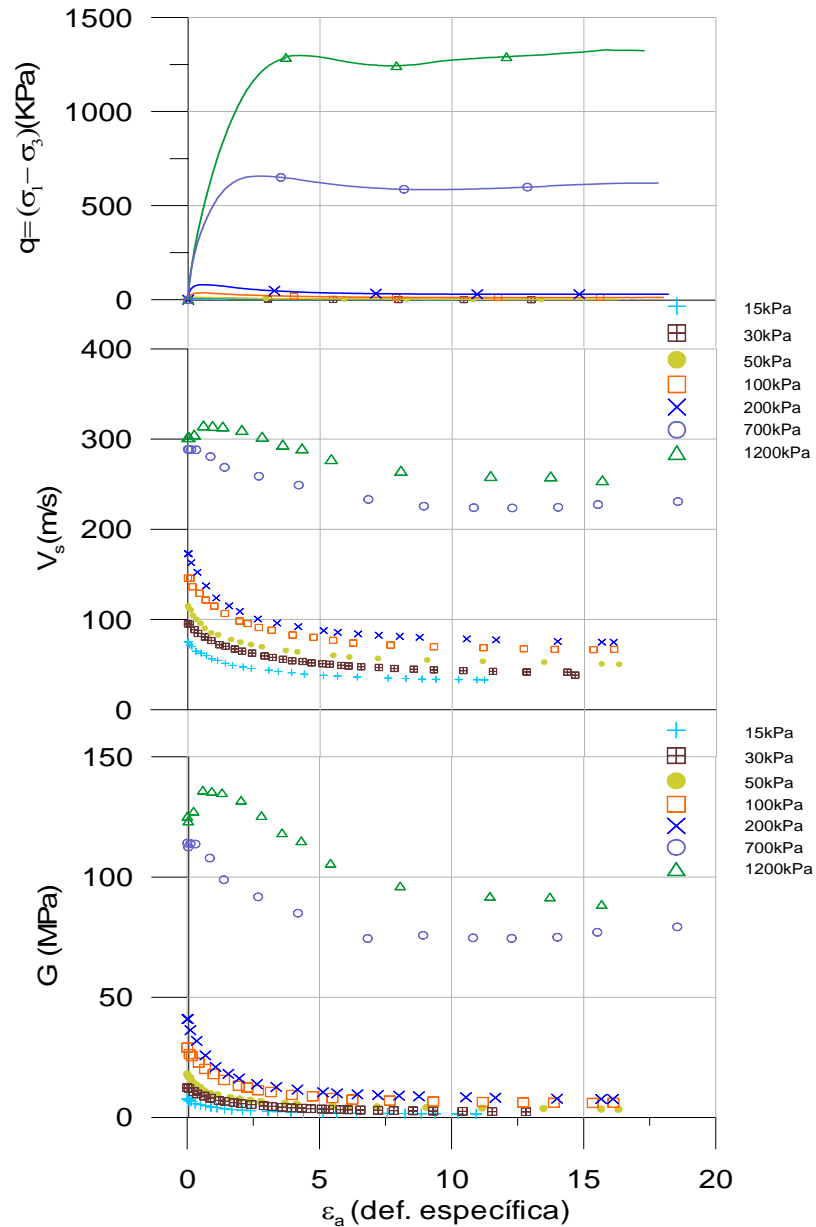 1500
1000
500
0
q=(σ1 – σ3)(KPa)
15kPa
30kPa
50kPa
100kPa
200kPa
700kPa
1200kPa
400
300
200
100
0
Vs(m/s)
15kPa
30kPa
50kPa
100kPa
200kPa
700kPa
1200kPa
150
100
50
0
G (MPa)
0 5 10 15 20
εa (def. específica)